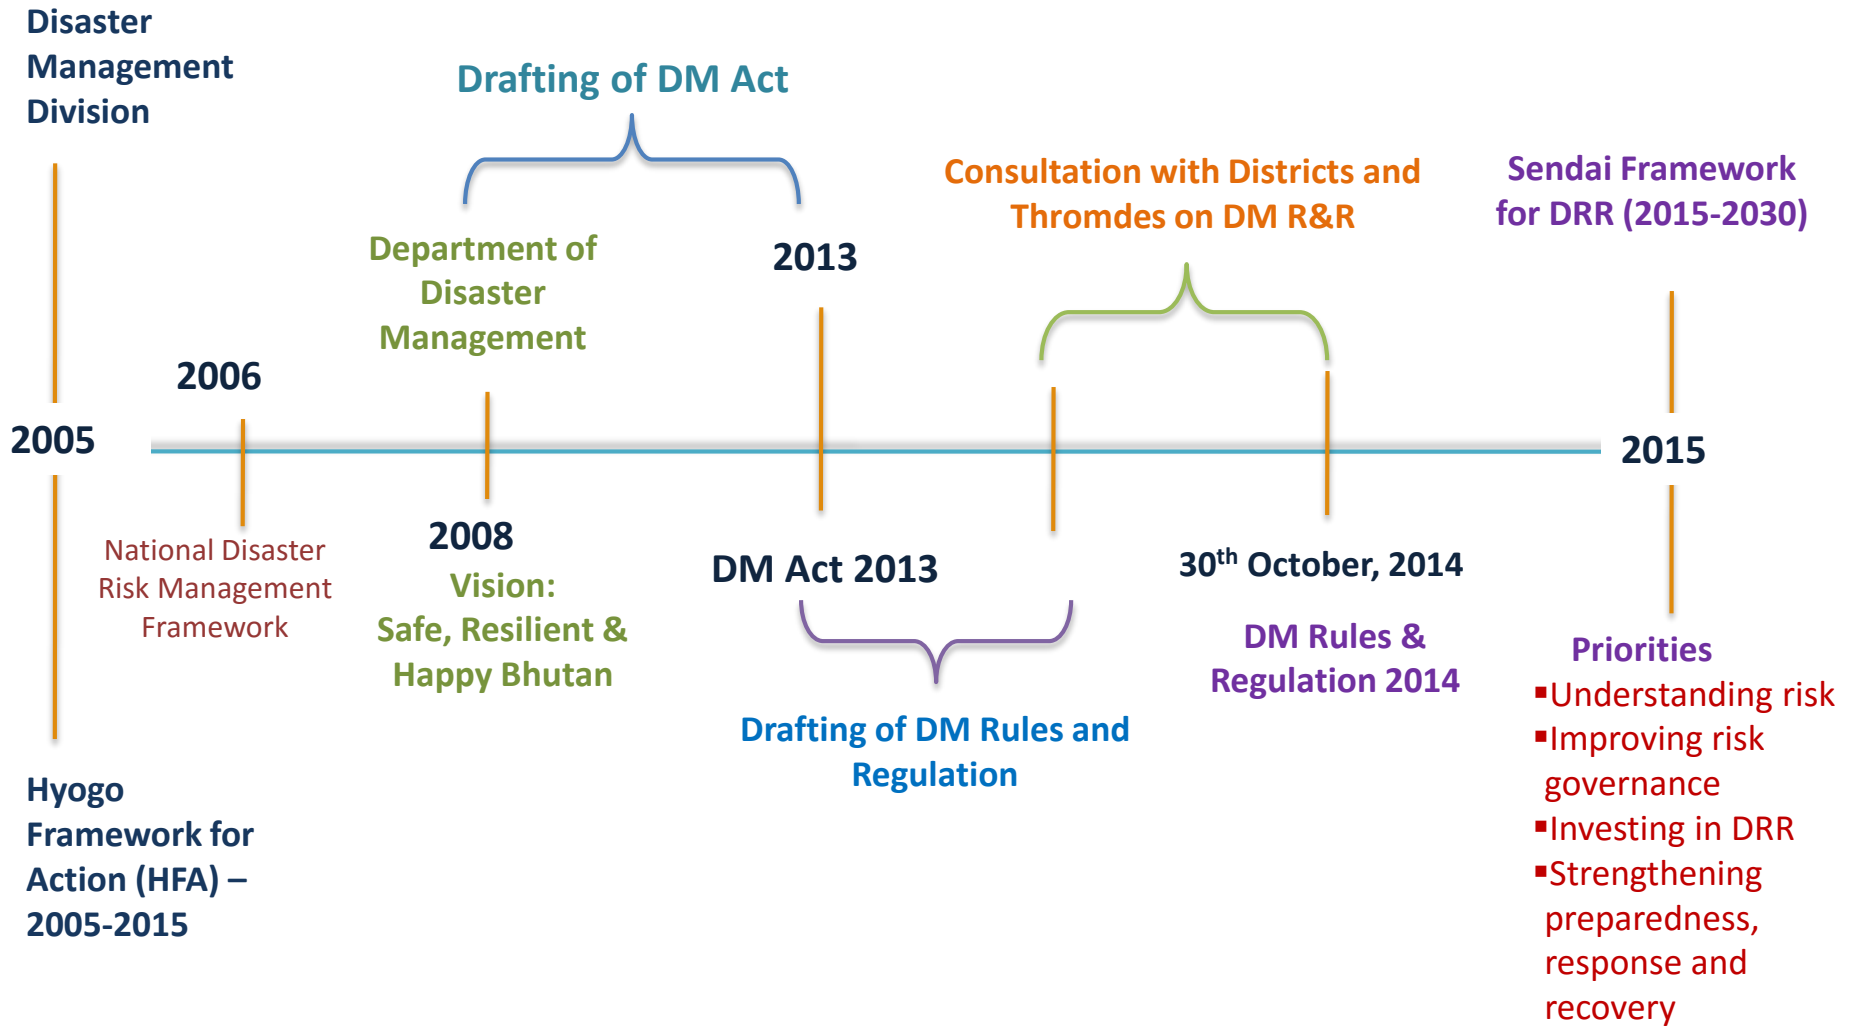 Disaster
Management
Division
2005
Hyogo
Framework for
Action (HFA) –
2005-2015
2006
National Disaster
Risk Management
Framework
Drafting of DM Act
Department of
Disaster
Management
2008
Vision:
Safe, Resilient &
Happy Bhutan
2013
DM Act 2013
Drafting of DM Rules and
Regulation
Consultation with Districts and
Thromdes on DM R&R
30th October, 2014
DM Rules &
Regulation 2014
Sendai Framework
for DRR (2015-2030)
2015
Priorities
▪Understanding risk
▪Improving risk
governance
▪Investing in DRR
▪Strengthening
preparedness,
response and
recovery